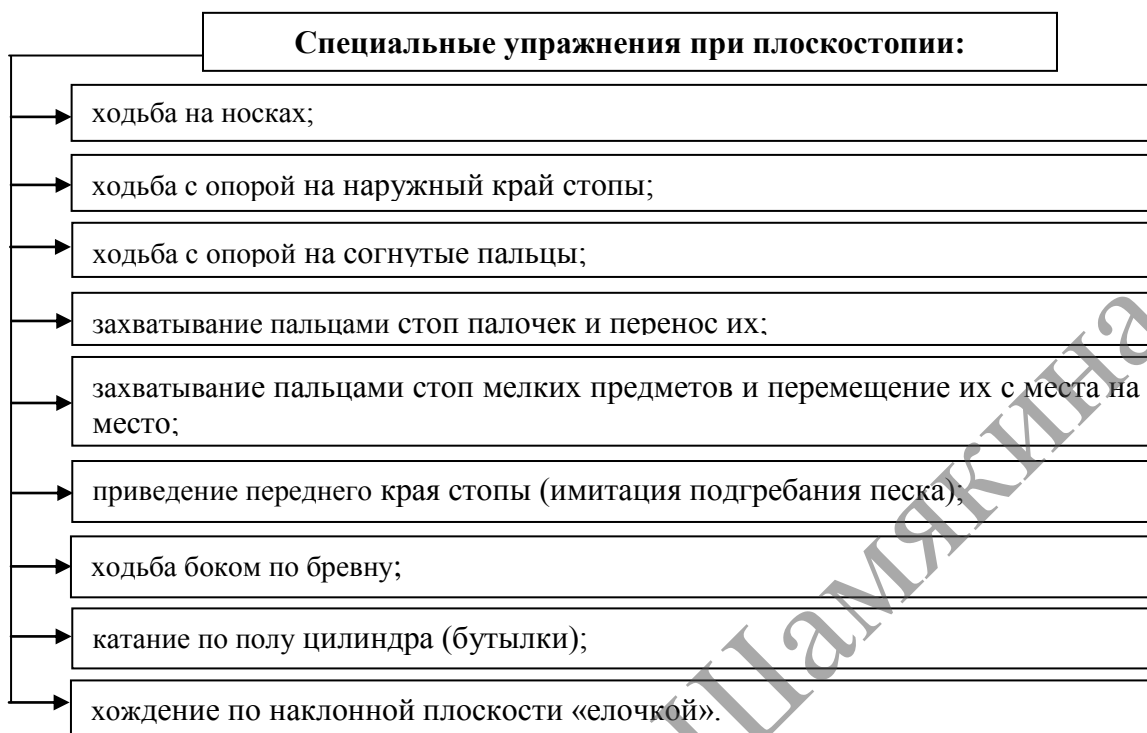 Специальные упражнения при плоскостопии:
ходьба на носках;
ходьба с опорой на наружный край стопы;
ходьба с опорой на согнутые пальцы;
захватывание пальцами стоп палочек и перенос их;
захватывание пальцами стоп мелких предметов и перемещение их с места на
место;
приведение переднего края стопы (имитация подгребания песка);
ходьба боком по бревну;
катание по полу цилиндра (бутылки);
хождение по наклонной плоскости «елочкой».
Шамякина